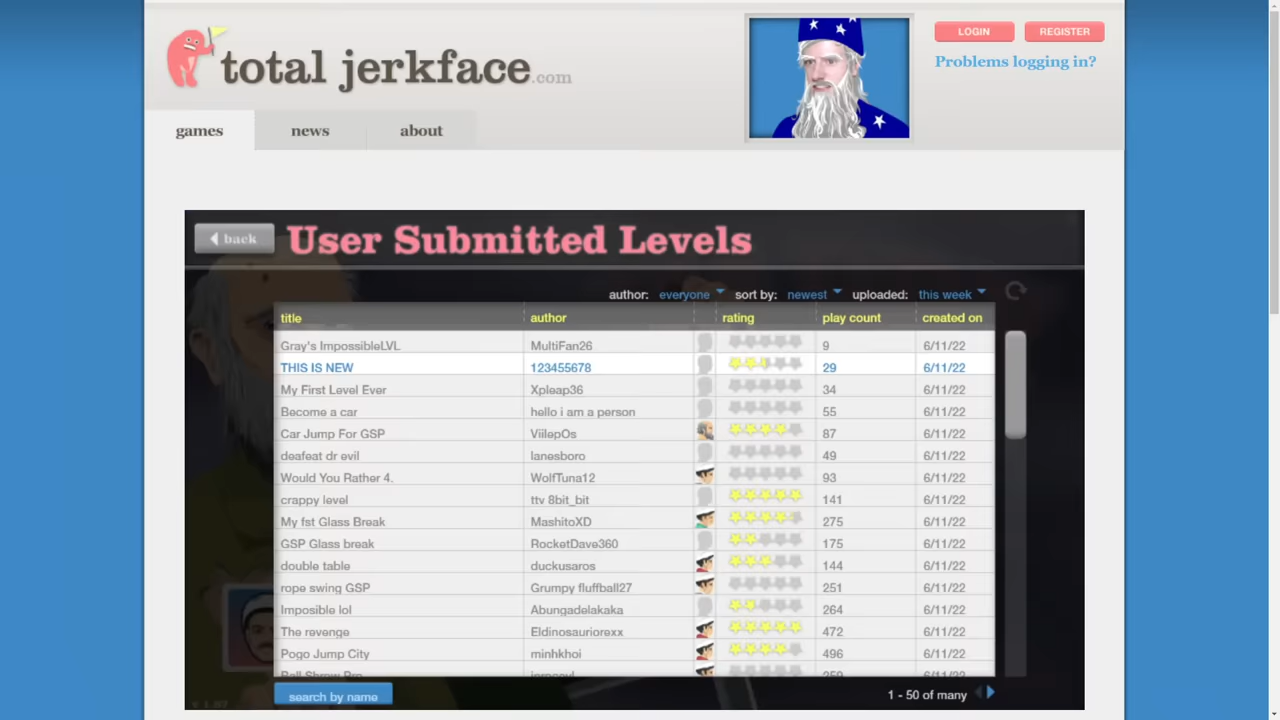 total jerkface.com
LOGIN REGISTER
Problems logging in?
games news about
back User Submitted Levels
author: everyone sort by: newest uploaded: this week
title author rating play count created on
Gray's ImpossibleLVL MultiFan26 9 6/11/22
THIS IS NEW 123455678 29 6/11/22
My First Level Ever Xpleap36 34 6/11/22
Become a car hello i am a person 55 6/11/22
Car Jump For GSP ViilepOs 87 6/11/22
deafeat dr evil lanesboro 49 6/11/22
Would You Rather 4. WolfTuna12 93 6/11/22
crappy level ttv 8bit_bit 141 6/11/22
My fst Glass Break MashitoXD 275 6/11/22
GSP Glass break RocketDave360 175 6/11/22
double table duckusaros 144 6/11/22
rope swing GSP Grumpy fluffball27 251 6/11/22
Imposible lol Abungadelakaka 264 6/11/22
The revenge Eldinosauriorexx 472 6/11/22
Pogo Jump City minhkhoi 496 6/11/22
search by name 1 - 50 of many